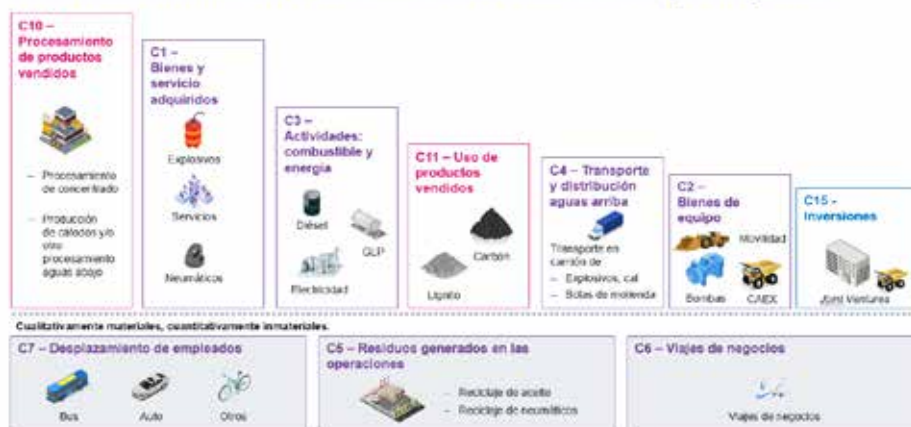 C10 –
Procesamiento
de productos
vendidos
– Procesamiento
de concentrado
– Producción
de cátodos y/o
otro
procesamiento
aguas abajo
C1 –
Bienes y
servicio
adquiridos
Explosivos
Servicios
Neumáticos
C3 –
Actividades:
combustible y
energía
Diésel
GLP
Electricidad
C11 – Uso de
productos
vendidos
Carbón
Lignito
C4 – Transporte
y distribución
aguas arriba
Transporte en
camión de
– Explosivos, cal
– Bolas de molienda
C2 –
Bienes de
equipo
Movilidad
Bombas
CAEX
C15 -
Inversiones
Joint Ventures
Cualitativamente materiales, cuantitativamente inmateriales.
C7 – Desplazamiento de empleados
Bus
Auto
Otros
C5 – Residuos generados en las
operaciones
– Reciclaje de aceite
– Reciclaje de neumáticos
C6 – Viajes de negocios
Viajes de negocios